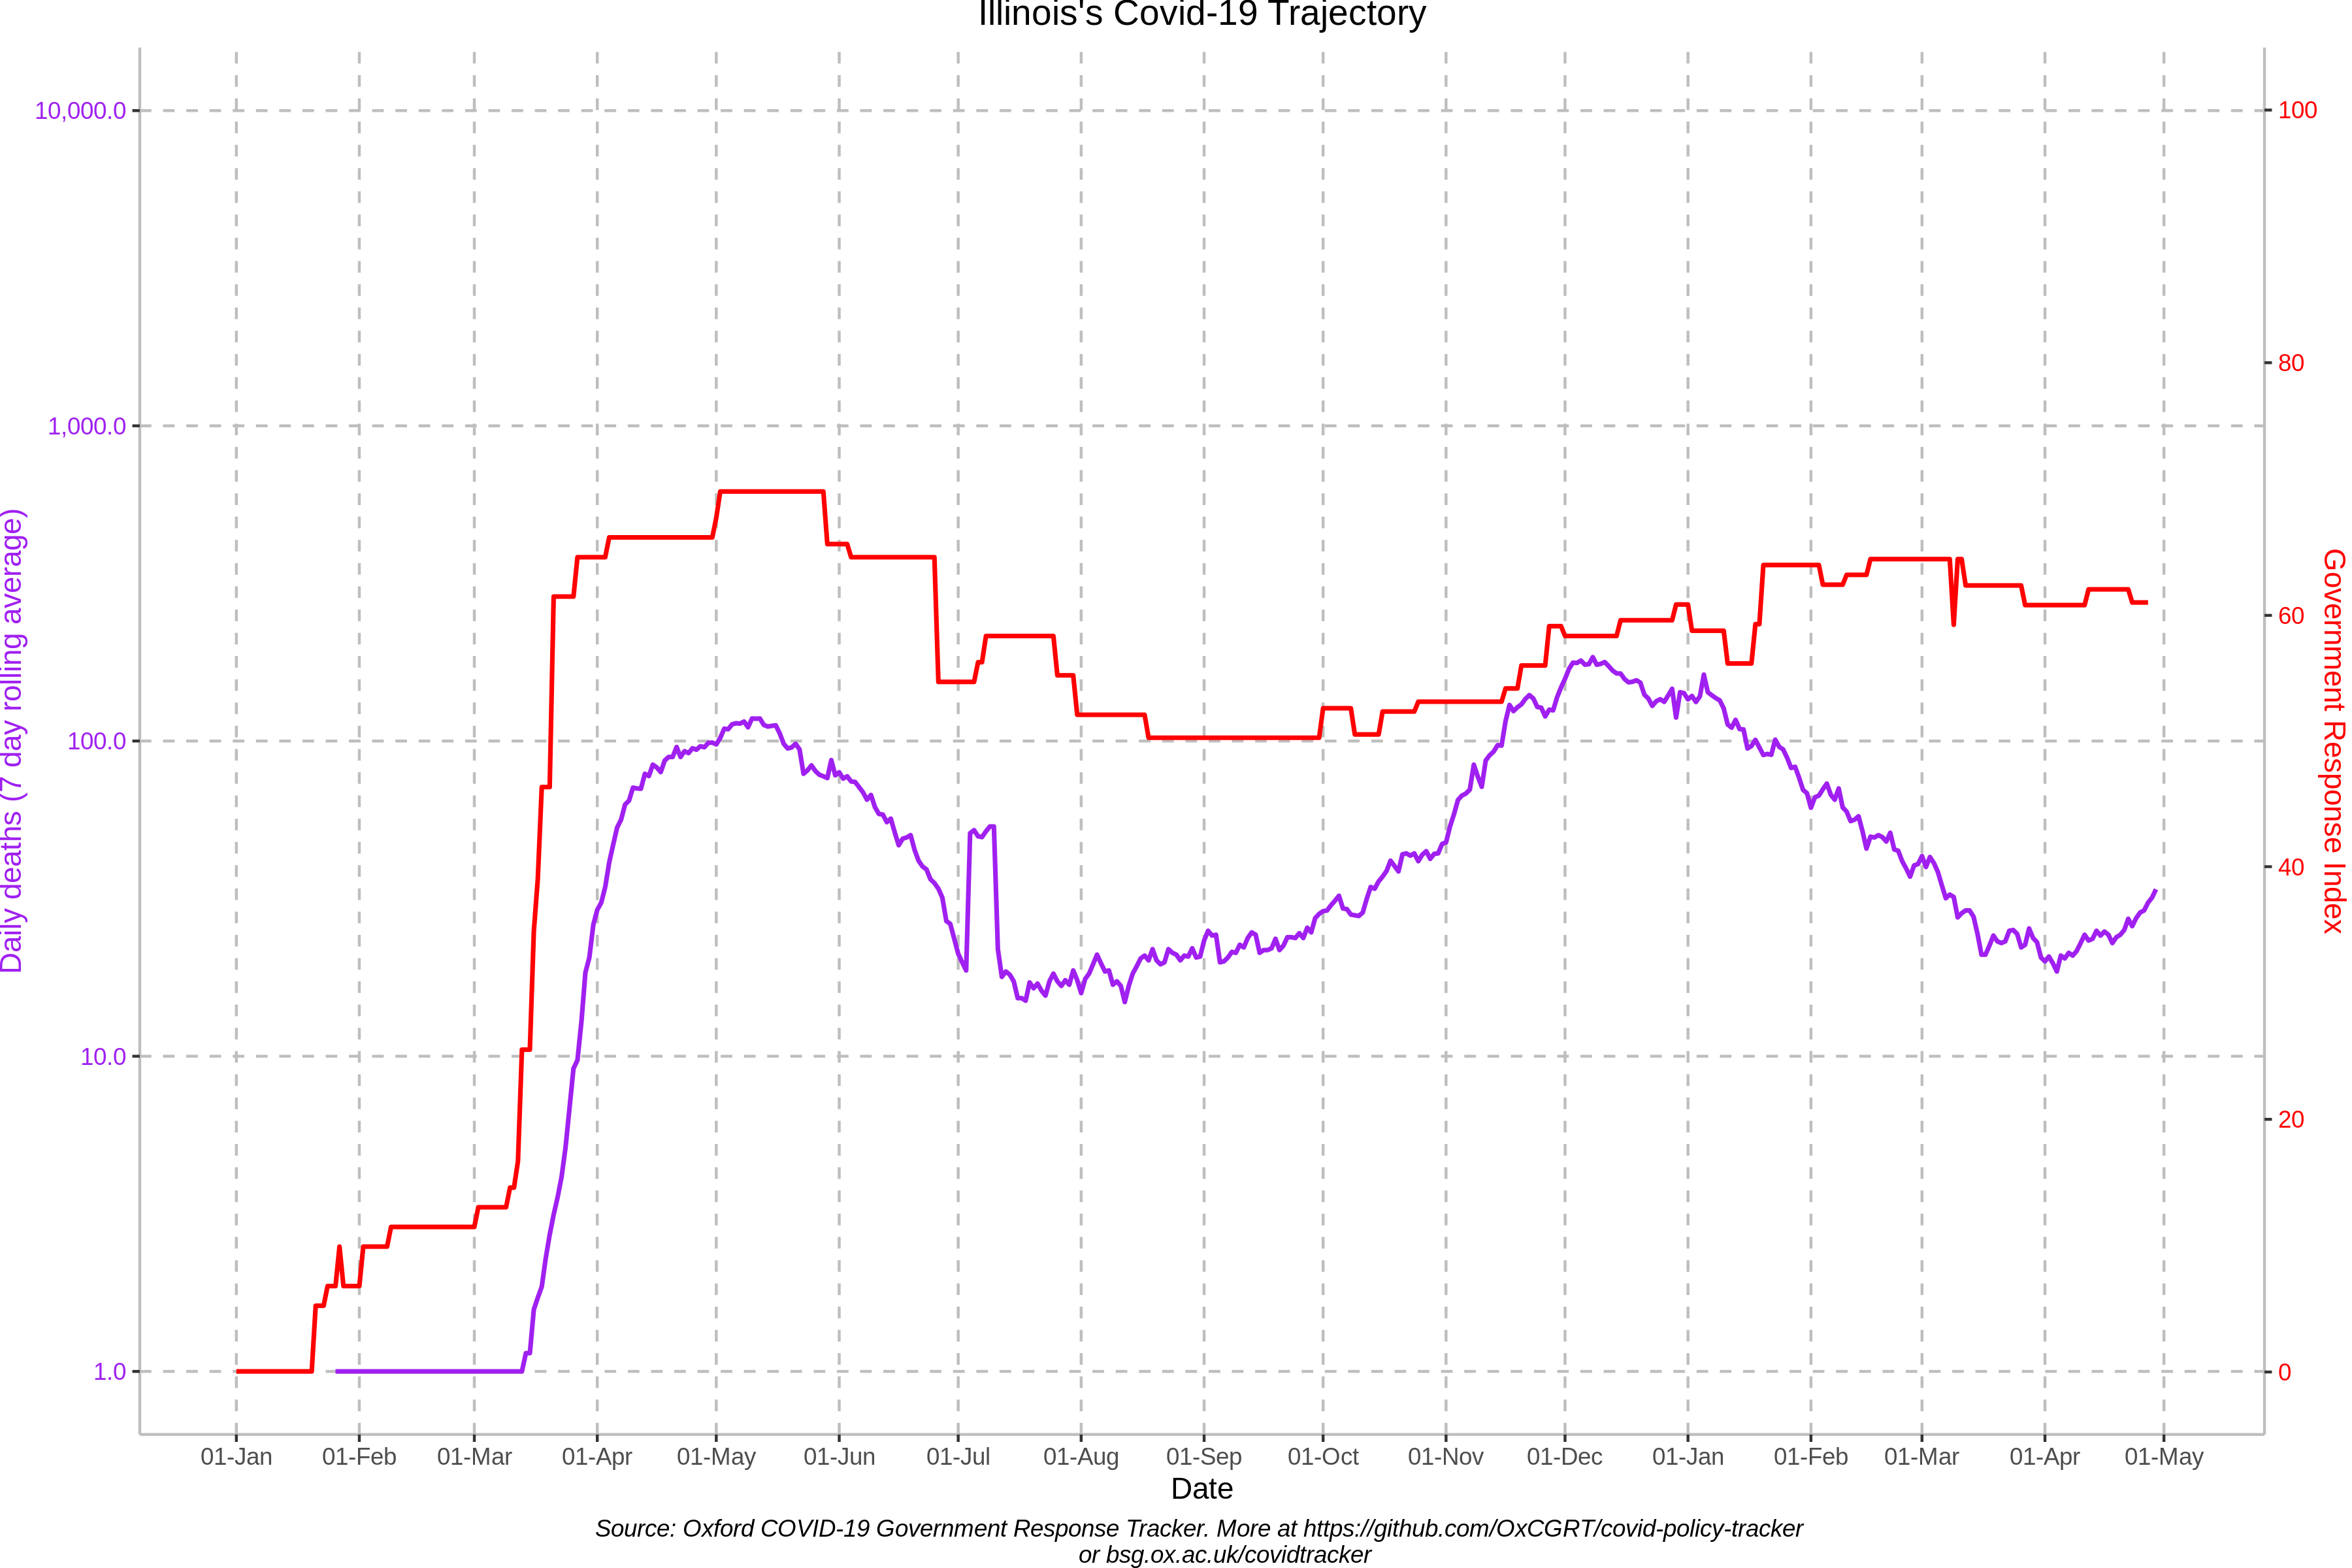 Illinois's Covid-19 Trajectory
10,000.0
1,000.0
100.0
10.0
1.0
Daily deaths (7 day rolling average)
100
80
60
40
20
0
Government Response Index
01-Jan 01-Feb 01-Mar 01-Apr 01-May 01-Jun 01-Jul 01-Aug 01-Sep 01-Oct 01-Nov 01-Dec 01-Jan 01-Feb 01-Mar 01-Apr 01-May
Date
Source: Oxford COVID-19 Government Response Tracker. More at https://github.com/OxCGRT/covid-policy-tracker
or bsg.ox.ac.uk/covidtracker